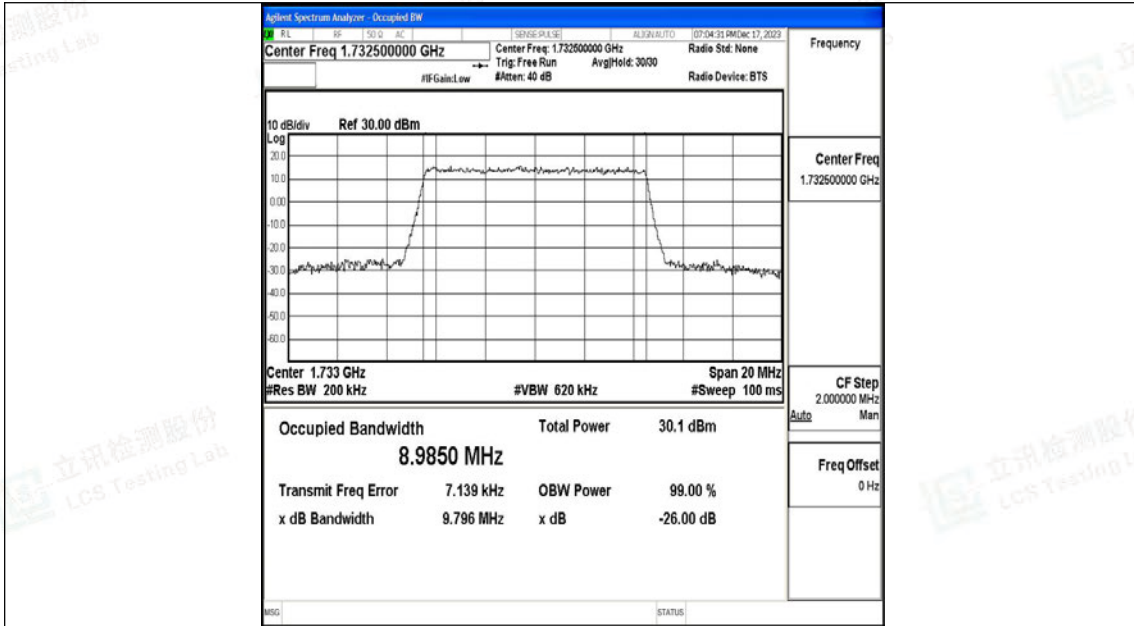 Agilent Spectrum Analyzer - Occupied BW
RL RF 50 Ω AC SENSE:PULSE ALIGNAUTO 07:04:31 PM Dec 17, 2023
Center Freq 1.732500000 GHz
Center Freq: 1.732500000 GHz
Radio Std: None
Trig: Free Run Avg|Hold: 30/30
#IFGain:Low
#Atten: 40 dB
Radio Device: BTS
10 dB/div Ref 30.00 dBm
Log
20.0
10.0
0.00
-10.0
-20.0
-30.0
-40.0
-50.0
-60.0
Center 1.733 GHz
Span 20 MHz
#Res BW 200 kHz
#VBW 620 kHz
#Sweep 100 ms
Occupied Bandwidth
Total Power 30.1 dBm
8.9850 MHz
Transmit Freq Error 7.139 kHz OBW Power 99.00 %
x dB Bandwidth 9.796 MHz x dB -26.00 dB
MSG
STATUS
Frequency
Center Freq
1.732500000 GHz
CF Step
2.000000 MHz
Auto Man
Freq Offset
0 Hz
立讯检测股份
LCS Testing Lab